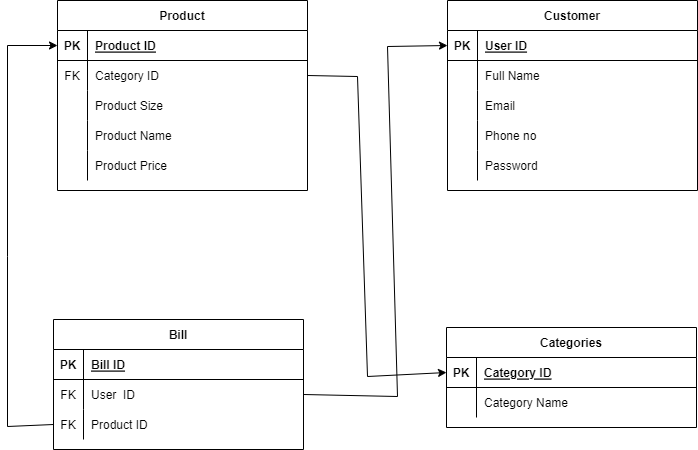 Product
PK Product ID
FK Category ID
Product Size
Product Name
Product Price
Customer
PK User ID
Full Name
Email
Phone no
Password
Bill
PK Bill ID
FK User ID
FK Product ID
Categories
PK Category ID
Category Name